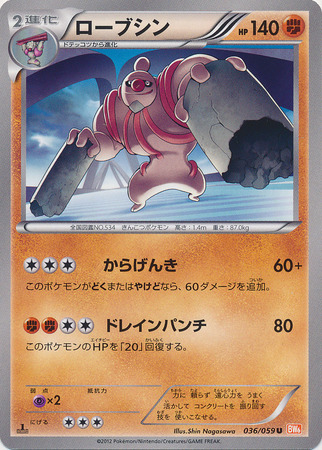 2進化 ローブシン HP140
ドテッコツから進化
全国図鑑NO.534 きんこつポケモン 高さ:1.4m 重さ:87.0kg
からげんき 60+
このポケモンがどくまたはやけどなら、60ダメージを追加。
ドレインパンチ 80
このポケモンのHPを「20」回復する。
弱点 抵抗力
×2
にげる
力に頼らず 遠心力をうまく
活かして コンクリートを振り回す
技を使いこなす。
1
Illus.Shin Nagasawa 036/059 U BW6
©2012 Pokémon/Nintendo/Creatures/GAME FREAK.